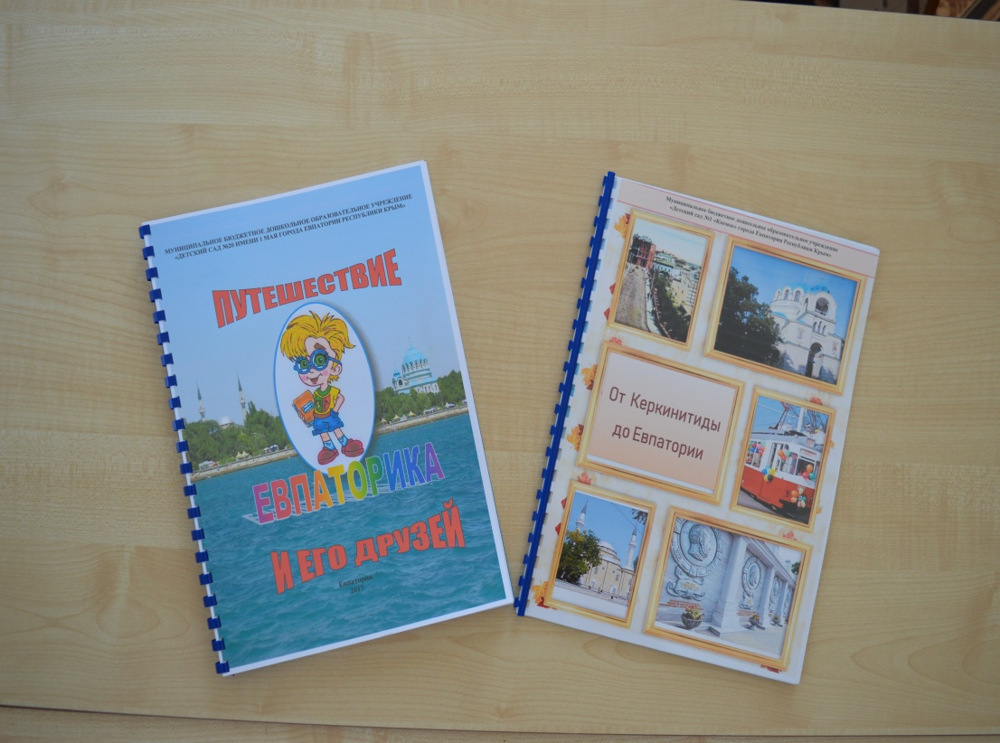 МУНИЦИПАЛЬНОЕ БЮДЖЕТНОЕ ДОШКОЛЬНОЕ ОБРАЗОВАТЕЛЬНОЕ УЧРЕЖДЕНИЕ
«ДЕТСКИЙ САД №20 ИМЕНИ 1 МАЯ ГОРОДА ЕВПАТОРИИ РЕСПУБЛИКИ КРЫМ»
ПУТЕШЕСТВИЕ
ЕВПАТОРИКА
И ЕГО ДРУЗЕЙ
Евпатория
Муниципальное бюджетное дошкольное образовательное учреждение
«Детский сад №1 «Космос» города Евпатории Республики Крым»
От Керкинитиды
до Евпатории